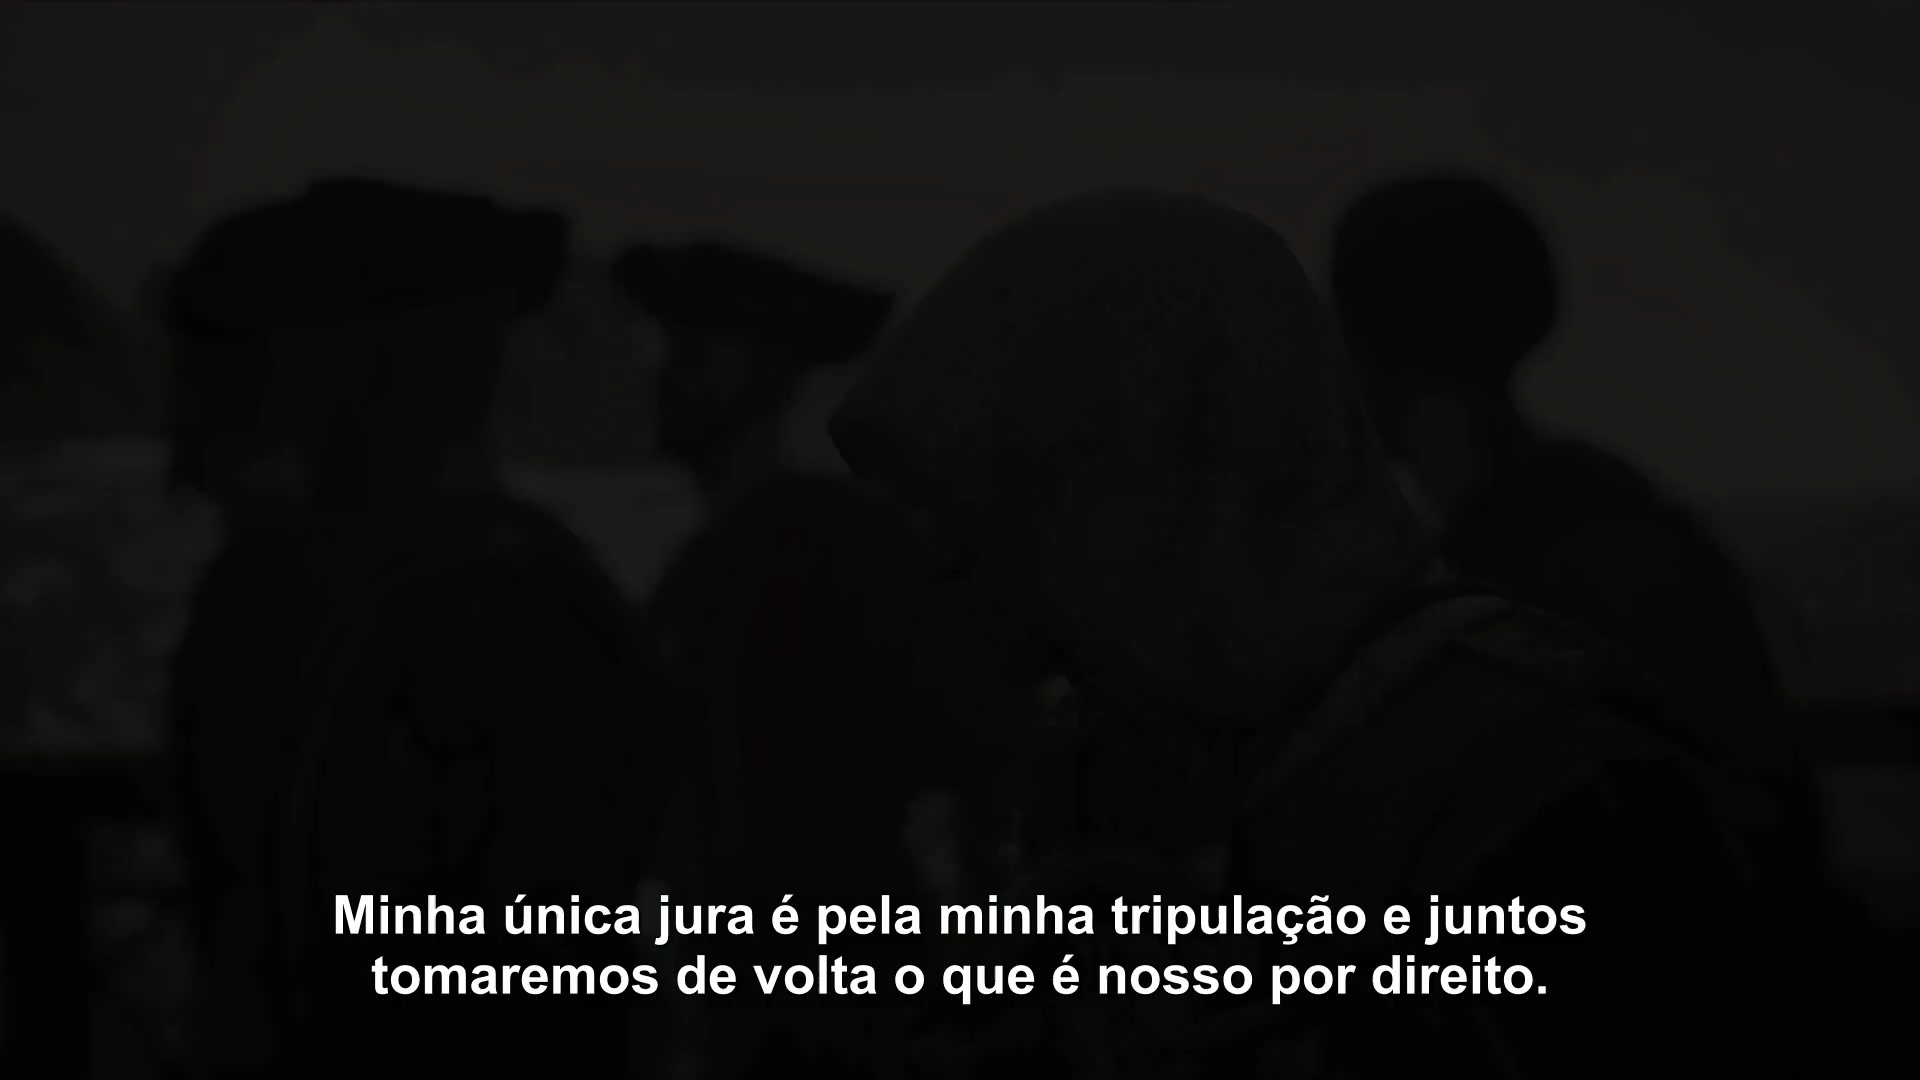 Minha única jura é pela minha tripulação e juntos
tomaremos de volta o que é nosso por direito.